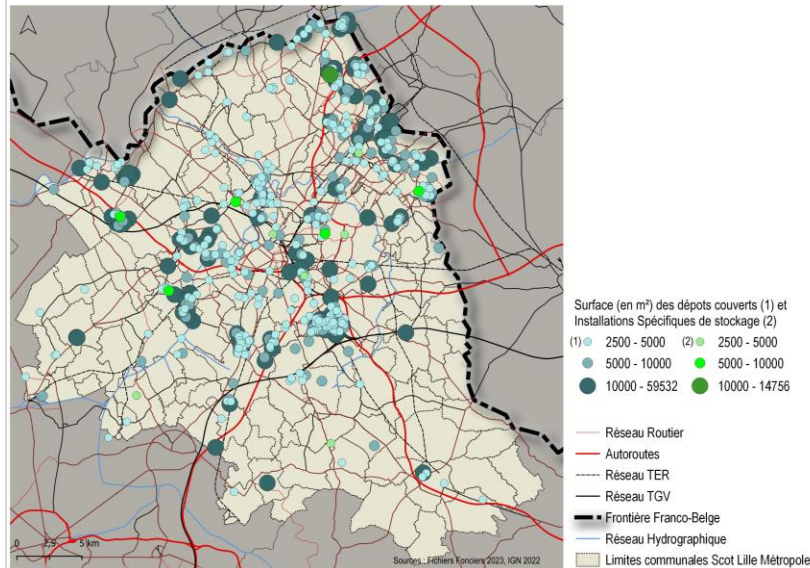 Surface (en m²) des dépots couverts (1) et
Installations Spécifiques de stockage (2)
(1) 2500 - 5000 (2) 2500 - 5000
5000 - 10000 5000 - 10000
10000 - 59532 10000 - 14756
Réseau Routier
Autoroutes
Réseau TER
Réseau TGV
Frontière Franco-Belge
Réseau Hydrographique
Limites communales Scot Lille Métropole
0 2,5 5 km
Sources : Fichiers Fonciers 2023, IGN 2022